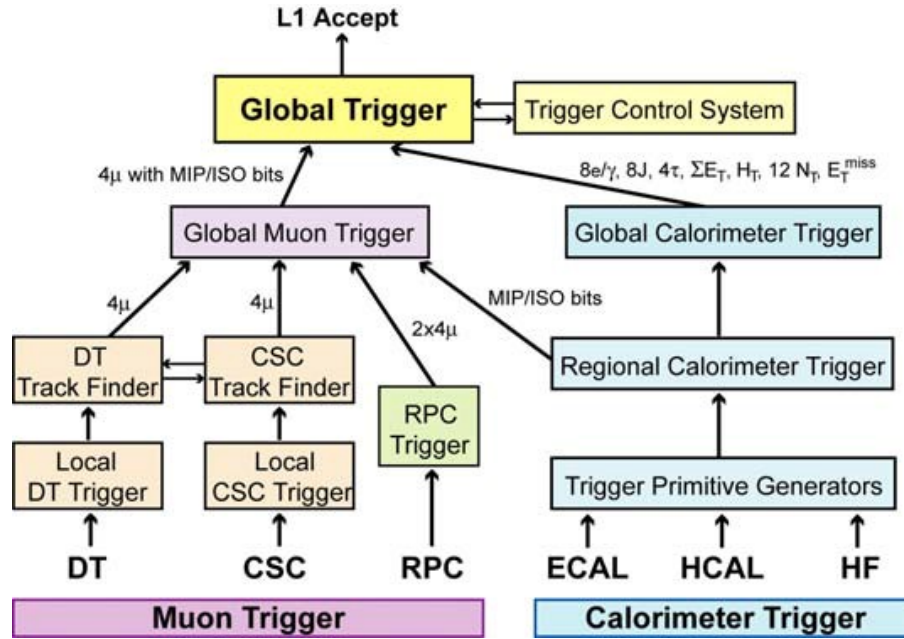 L1 Accept
Global Trigger
Trigger Control System
4μ with MIP/ISO bits
8e/γ, 8J, 4τ, ΣE_T, H_T, 12 N_T, E_T^miss
Global Muon Trigger
Global Calorimeter Trigger
4μ
4μ
2x4μ
MIP/ISO bits
DT
Track Finder
CSC
Track Finder
Regional Calorimeter Trigger
RPC
Trigger
Local
DT Trigger
Local
CSC Trigger
Trigger Primitive Generators
DT
CSC
RPC
ECAL
HCAL
HF
Muon Trigger
Calorimeter Trigger